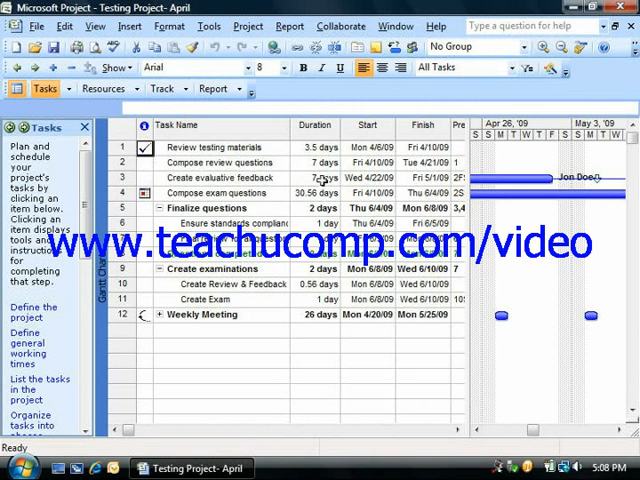 Microsoft Project - Testing Project- April
File Edit View Insert Format Tools Project Report Collaborate Window Help Type a question for help
No Group
Show Arial 8 B I U All Tasks
Tasks Resources Track Report
Tasks
Plan and
schedule
your
project's
tasks by
clicking an
item below.
Clicking an
item displays
tools and
instructions
for
completing
that step.
Define the
project
Define
general
working
times
List the tasks
in the
project
Organize
tasks into
Gantt Char
Task Name Duration Start Finish Pre
Apr 26, '09 May 3, '09
S S M T W T F S S M T W T
1 Review testing materials 3.5 days Mon 4/6/09 Fri 4/10/09
2 Compose review questions 7 days Fri 4/10/09 Tue 4/21/09 1
3 Create evaluative feedback 7 days Wed 4/22/09 Fri 5/1/09 2FS Jon Doe
4 Compose exam questions 30.56 days Fri 4/10/09 Thu 6/4/09 2S
5 Finalize questions 2 days Thu 6/4/09 Mon 6/8/09 3,4
6 Ensure standards complianc 1 day Thu 6/4/09 Fri 6/5/09
www.teachucomp.com/video
9 Create examinations 2 days Mon 6/8/09 Wed 6/10/09 7
10 Create Review & Feedback 0.56 days Mon 6/8/09 Mon 6/8/09
11 Create Exam 1 day Mon 6/8/09 Wed 6/10/09 10
12 Weekly Meeting 26 days Mon 4/20/09 Mon 5/25/09
Ready
Testing Project- April 5:08 PM